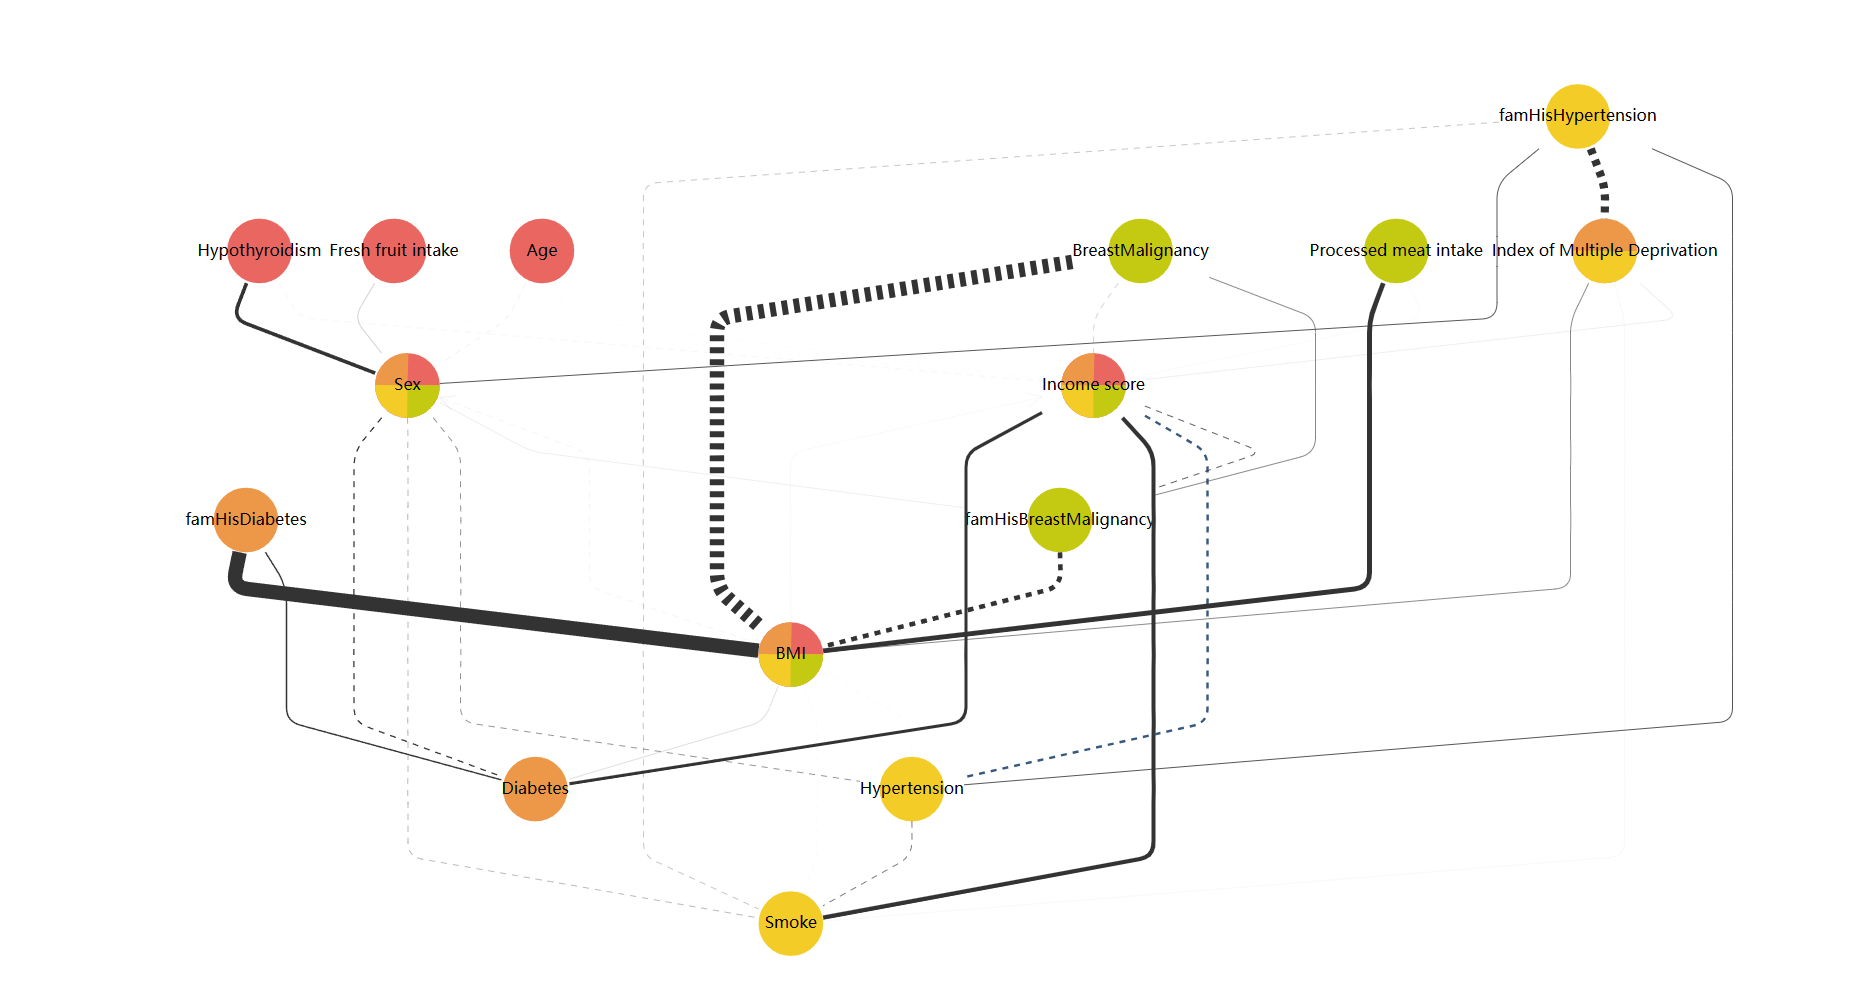 famHisHypertension
Hypothyroidism
Fresh fruit intake
Age
BreastMalignancy
Processed meat intake
Index of Multiple Deprivation
Sex
Income score
famHisDiabetes
famHisBreastMalignancy
BMI
Diabetes
Hypertension
Smoke